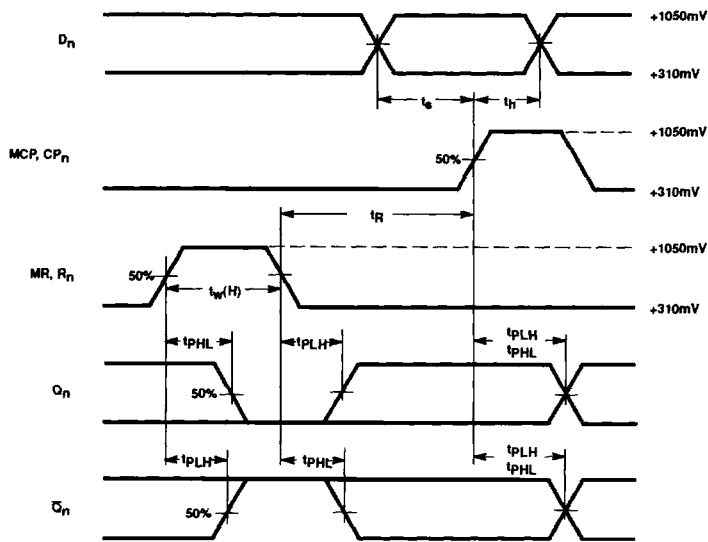 +1050mV
Dn
+310mV
ts th
MCP, CPn
50%
+1050mV
+310mV
tR
MR, Rn
50%
+1050mV
tw(H)
+310mV
tPHL tPLH tPLH
tPHL
Qn
50%
tPLH tPHL tPLH
tPHL
Q̅n
50%